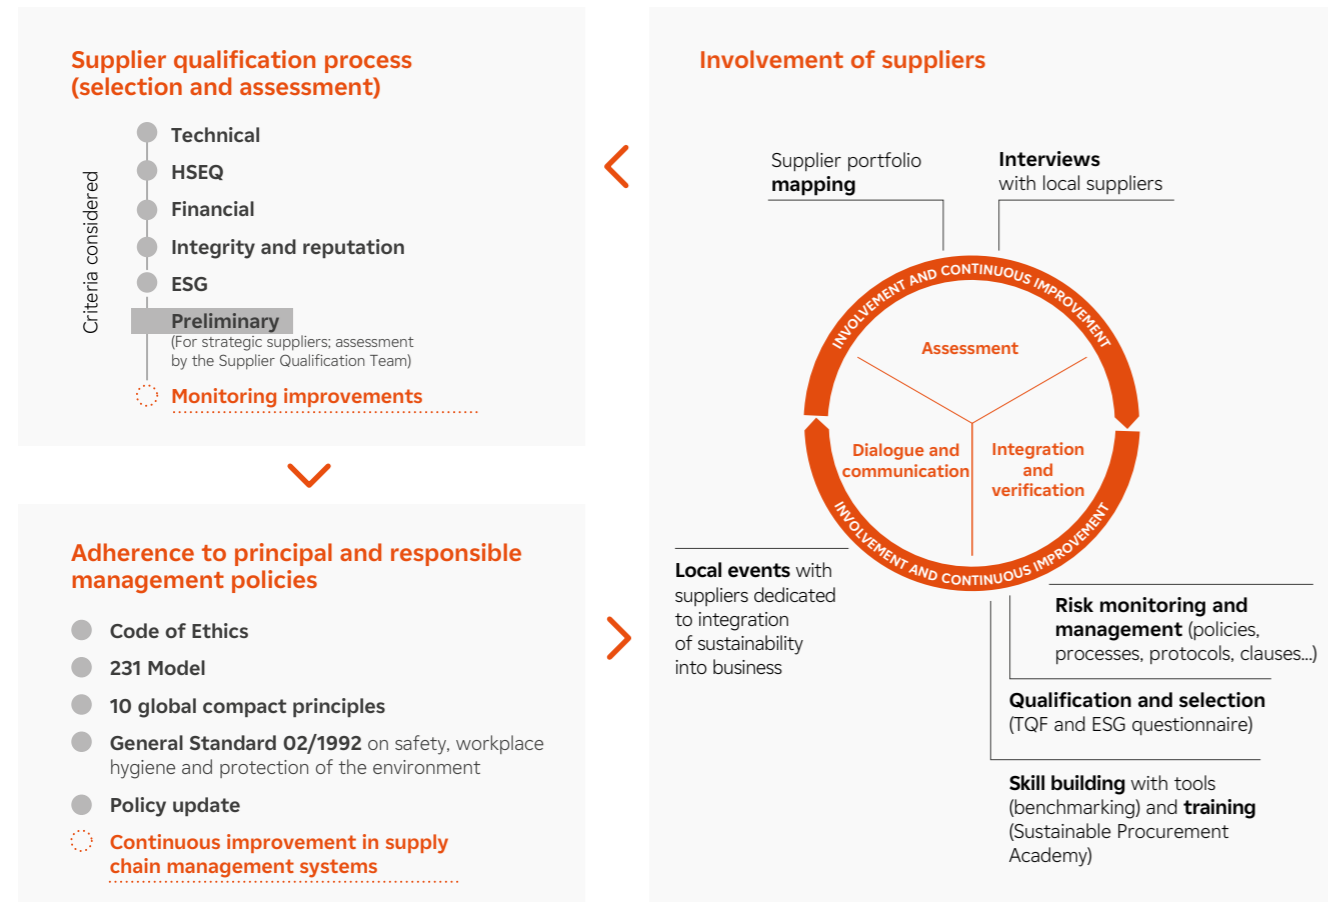 Supplier qualification process
(selection and assessment)
Criteria considered
Technical
HSEQ
Financial
Integrity and reputation
ESG
Preliminary
(For strategic suppliers; assessment
by the Supplier Qualification Team)
Monitoring improvements
Adherence to principal and responsible
management policies
Code of Ethics
231 Model
10 global compact principles
General Standard 02/1992 on safety, workplace
hygiene and protection of the environment
Policy update
Continuous improvement in supply
chain management systems
Involvement of suppliers
Supplier portfolio
mapping
Interviews
with local suppliers
INVOLVEMENT AND CONTINUOUS IMPROVEMENT
Assessment
Dialogue and
communication
Integration
and
verification
INVOLVEMENT AND CONTINUOUS IMPROVEMENT
Local events with
suppliers dedicated
to integration
of sustainability
into business
Risk monitoring and
management (policies,
processes, protocols, clauses...)
Qualification and selection
(TQF and ESG questionnaire)
Skill building with tools
(benchmarking) and training
(Sustainable Procurement
Academy)